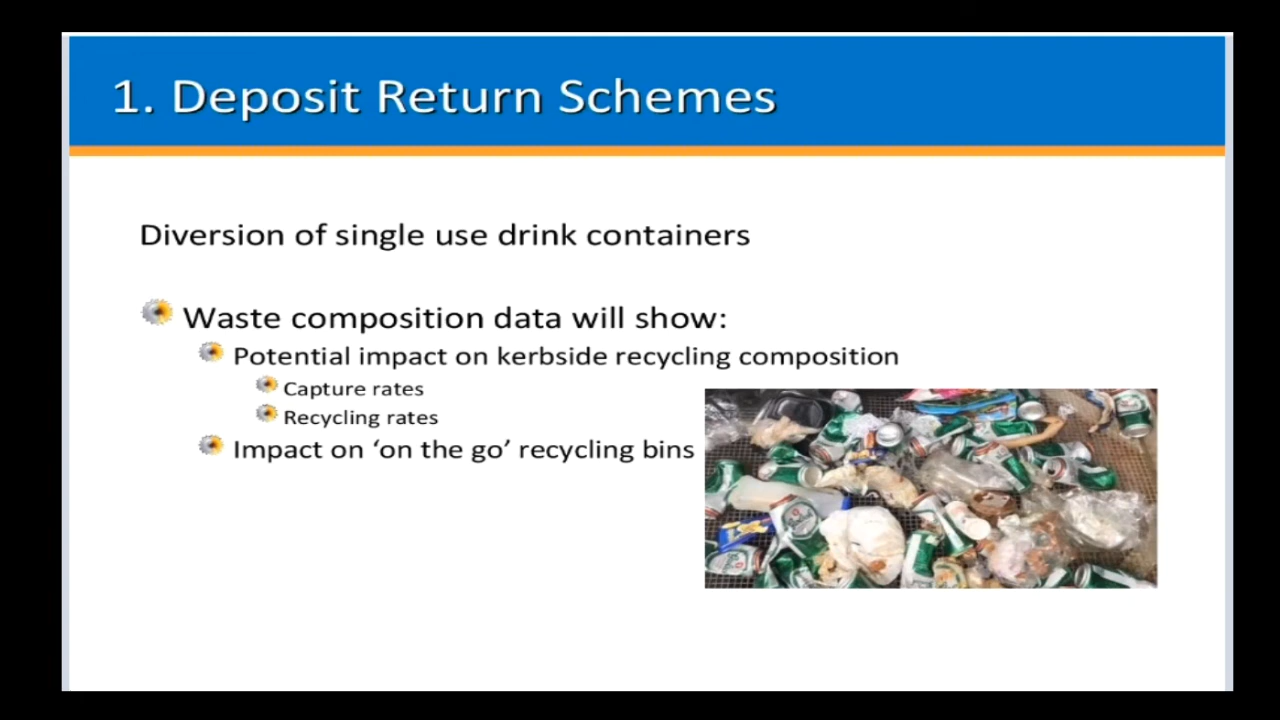 1. Deposit Return Schemes
Diversion of single use drink containers
Waste composition data will show:
Potential impact on kerbside recycling composition
Capture rates
Recycling rates
Impact on ‘on the go’ recycling bins